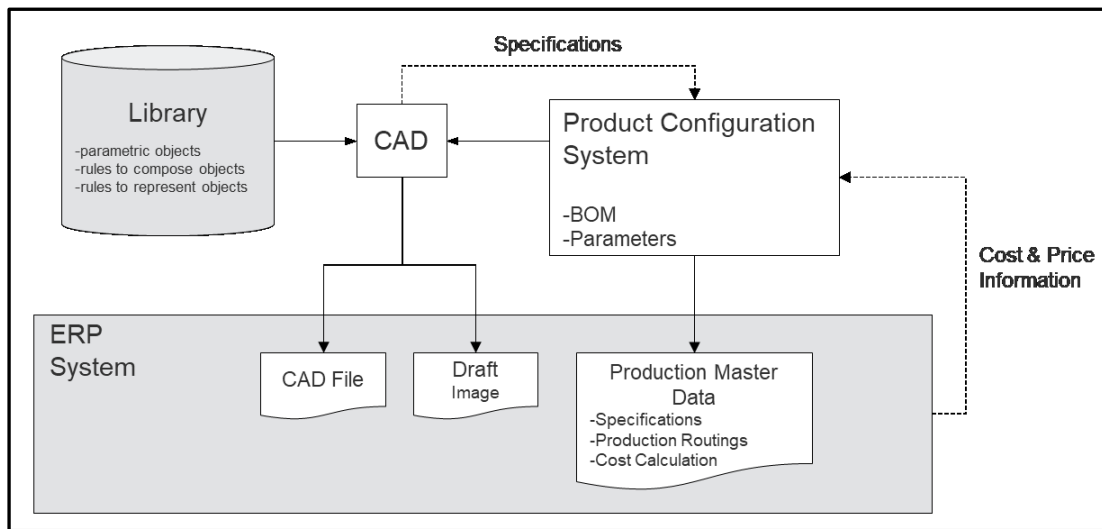 Specifications
Library
-parametric objects
-rules to compose objects
-rules to represent objects
CAD
Product Configuration
System
-BOM
-Parameters
Cost & Price
Information
ERP
System
CAD File
Draft
Image
Production Master
Data
-Specifications
-Production Routings
-Cost Calculation